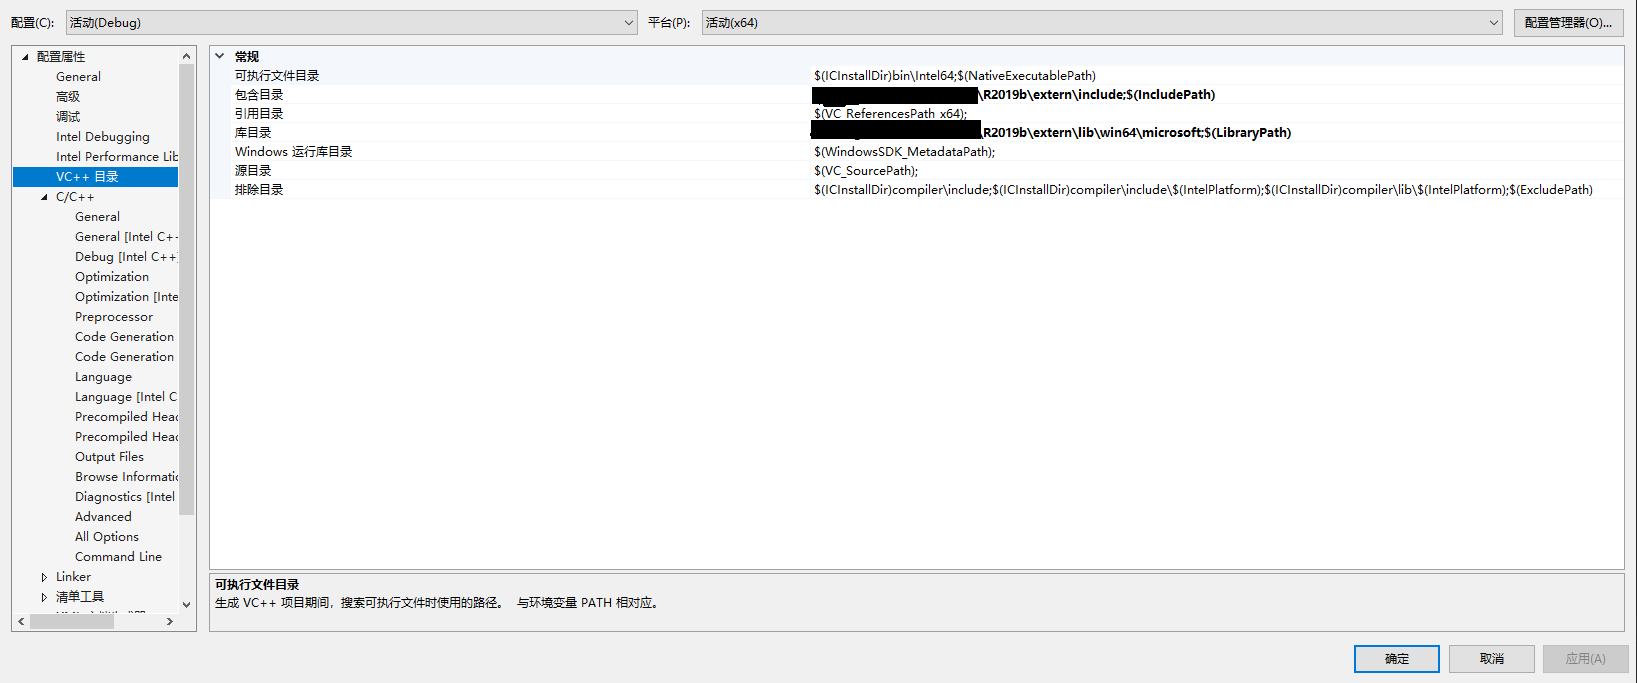 配置(C): 活动(Debug) 平台(P): 活动(x64) 配置管理器(O)...
配置属性
General
高级
调试
Intel Debugging
Intel Performance Lib
VC++ 目录
C/C++
General
General [Intel C+
Debug [Intel C++]
Optimization
Optimization [Inte
Preprocessor
Code Generation
Code Generation
Language
Language [Intel C
Precompiled Head
Precompiled Head
Output Files
Browse Informatio
Diagnostics [Intel
Advanced
All Options
Command Line
Linker
清单工具
常规
可执行文件目录 $(ICInstallDir)bin\Intel64;$(NativeExecutablePath)
包含目录 \R2019b\extern\include;$(IncludePath)
引用目录 $(VC_ReferencesPath_x64);
库目录 \R2019b\extern\lib\win64\microsoft;$(LibraryPath)
Windows 运行库目录 $(WindowsSDK_MetadataPath);
源目录 $(VC_SourcePath);
排除目录 $(ICInstallDir)compiler\include;$(ICInstallDir)compiler\include\$(IntelPlatform);$(ICInstallDir)compiler\lib\$(IntelPlatform);$(ExcludePath)
可执行文件目录
生成 VC++ 项目期间，搜索可执行文件时使用的路径。 与环境变量 PATH 相对应。
确定 取消 应用(A)